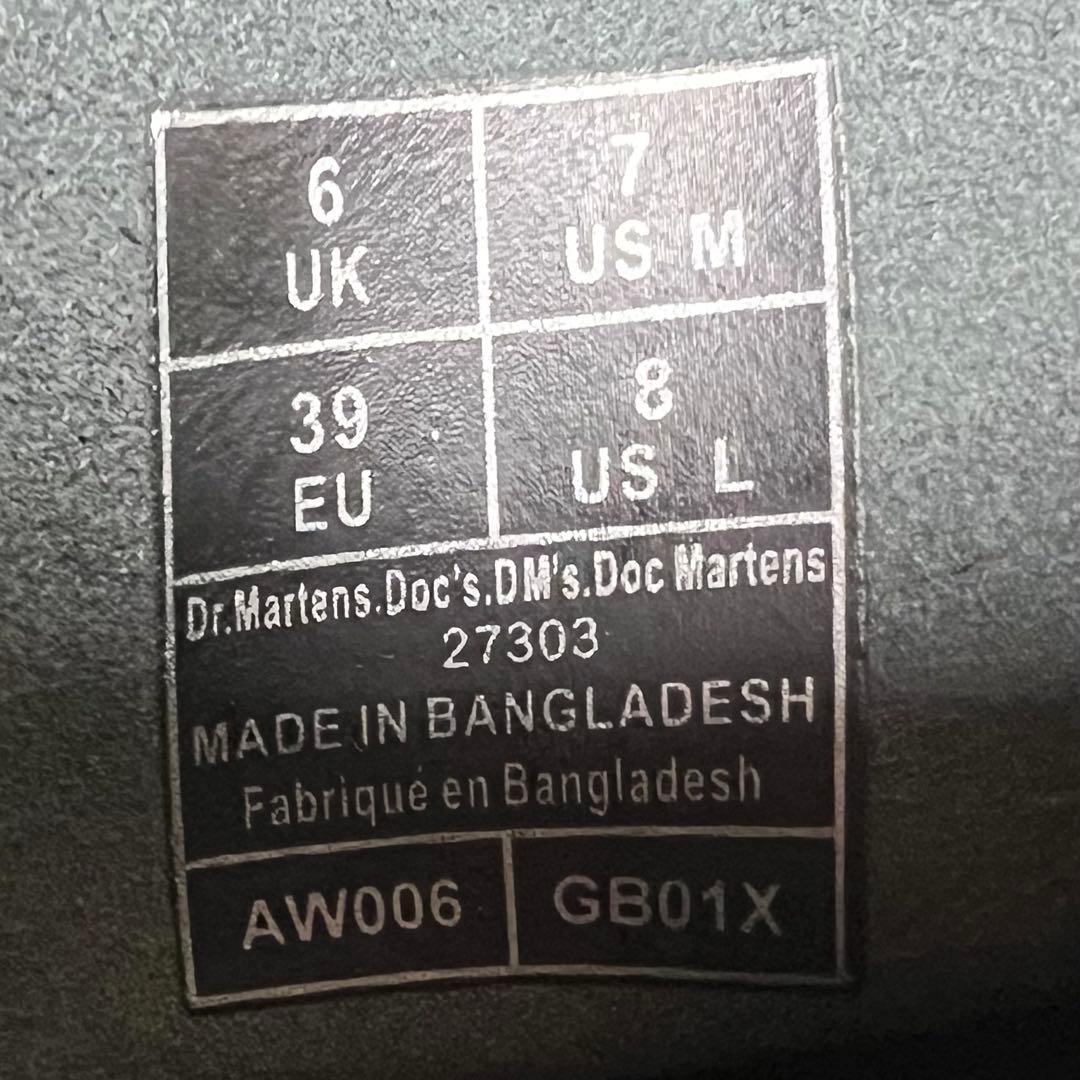 6
UK
7
US M
39
EU
8
US L
Dr.Martens.Doc's.DM's.Doc Martens
27303
MADE IN BANGLADESH
Fabriqué en Bangladesh
AW006
GB01X